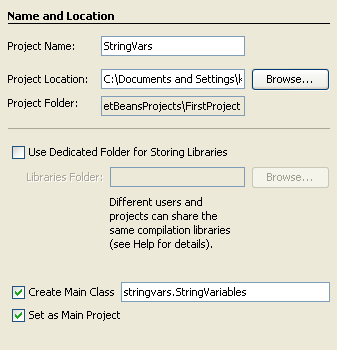 Name and Location
Project Name: StringVars
Project Location: C:\Documents and Settings\k Browse...
Project Folder: etBeansProjects\FirstProject
Use Dedicated Folder for Storing Libraries
Libraries Folder: Browse...
Different users and
projects can share the
same compilation libraries
(see Help for details).
Create Main Class stringvars.StringVariables
Set as Main Project